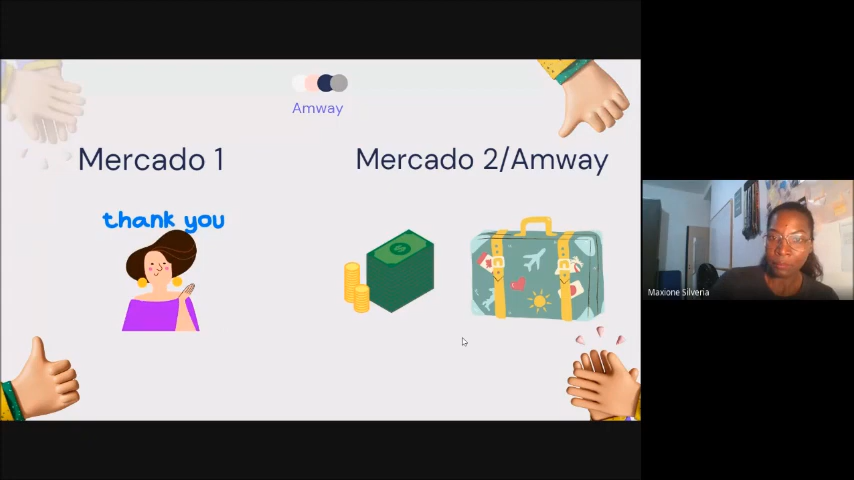 Amway
Mercado 1
Mercado 2/Amway
thank you
Maxione Silveria